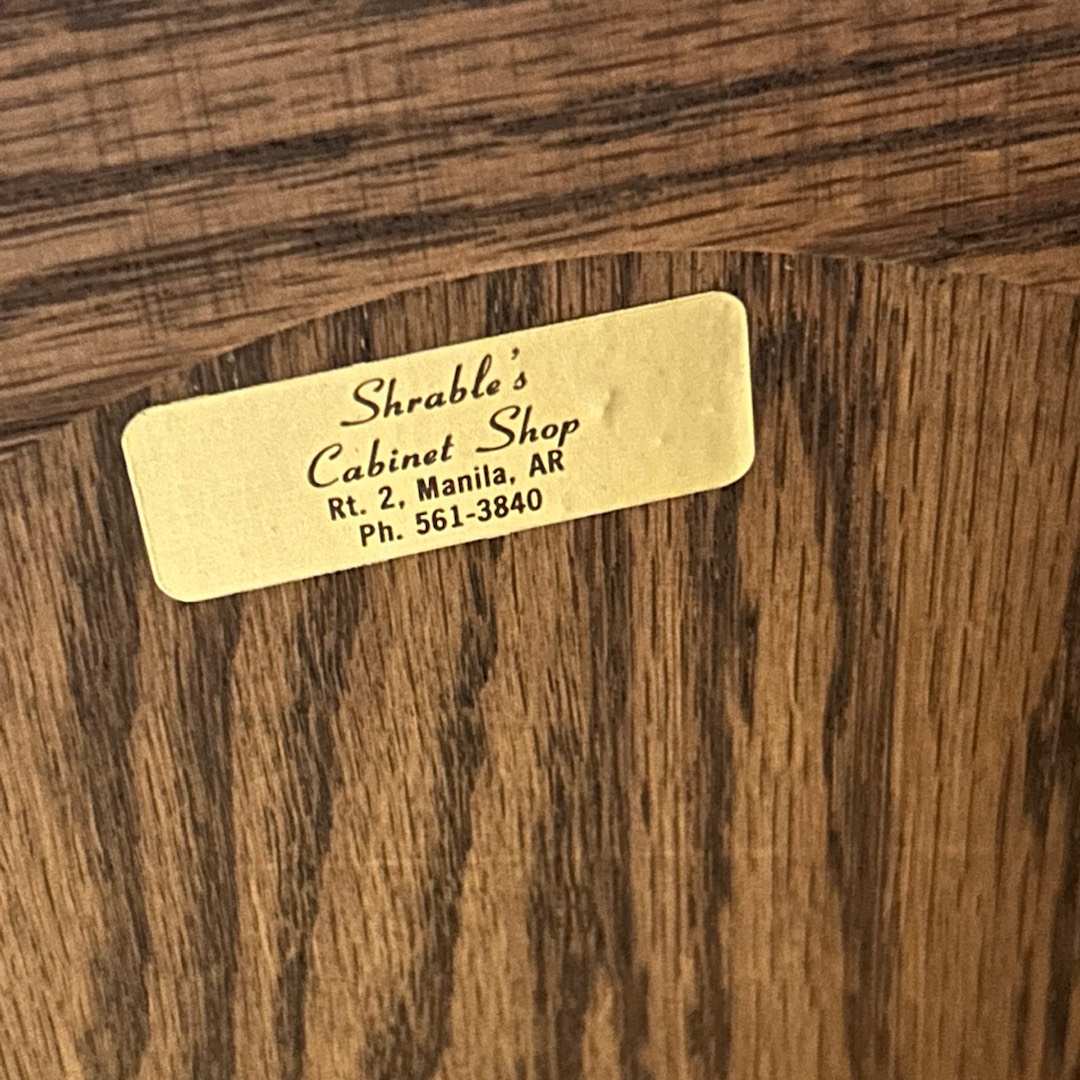 Shrable's
Cabinet Shop
Rt. 2, Manila, AR
Ph. 561-3840